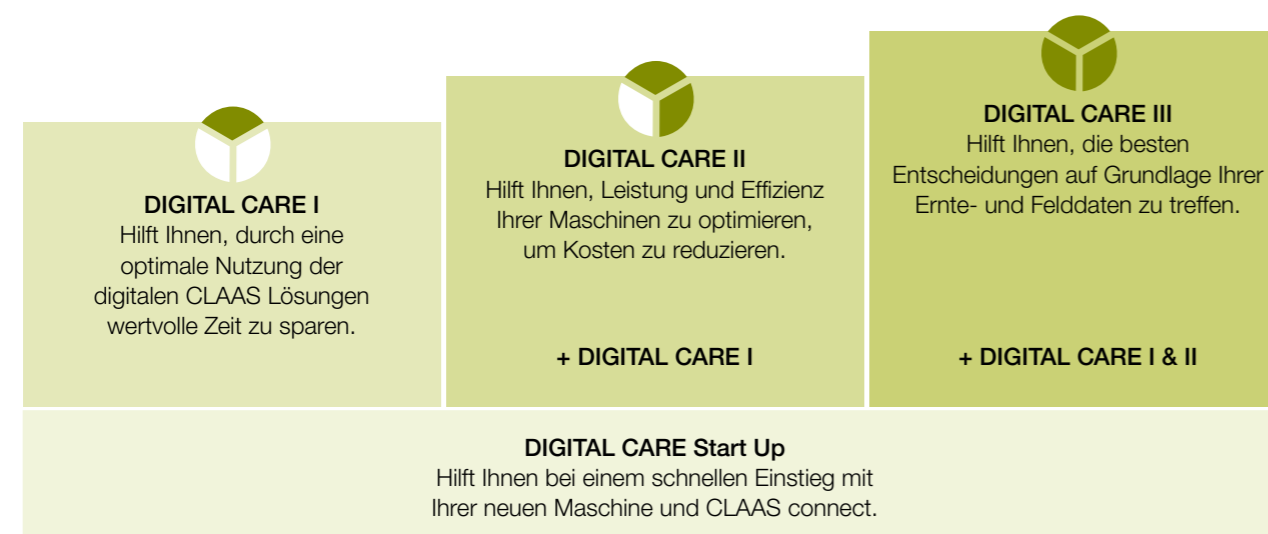 DIGITAL CARE I
Hilft Ihnen, durch eine
optimale Nutzung der
digitalen CLAAS Lösungen
wertvolle Zeit zu sparen.
DIGITAL CARE II
Hilft Ihnen, Leistung und Effizienz
Ihrer Maschinen zu optimieren,
um Kosten zu reduzieren.
+ DIGITAL CARE I
DIGITAL CARE III
Hilft Ihnen, die besten
Entscheidungen auf Grundlage Ihrer
Ernte- und Felddaten zu treffen.
+ DIGITAL CARE I & II
DIGITAL CARE Start Up
Hilft Ihnen bei einem schnellen Einstieg mit
Ihrer neuen Maschine und CLAAS connect.